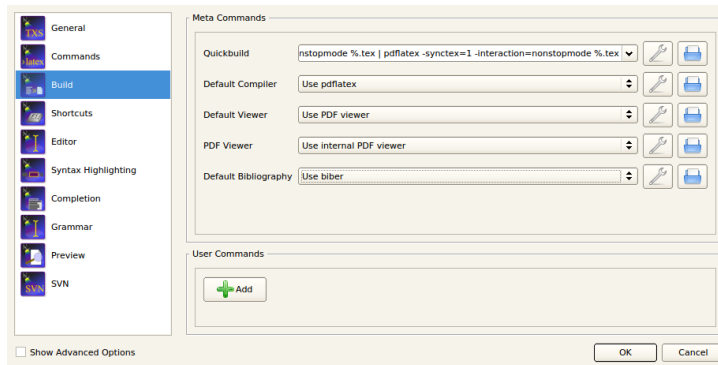 Meta Commands
TXS
General
Quickbuild
nstopmode %.tex | pdflatex -synctex=1 -interaction=nonstopmode %.tex
>latex
Commands
Default Compiler
Use pdflatex
Build
Default Viewer
Use PDF viewer
Shortcuts
PDF Viewer
Use internal PDF viewer
Editor
Default Bibliography
Use biber
Syntax Highlighting
Completion
Grammar
Preview
User Commands
SVN
SVN
Add
Show Advanced Options
OK
Cancel